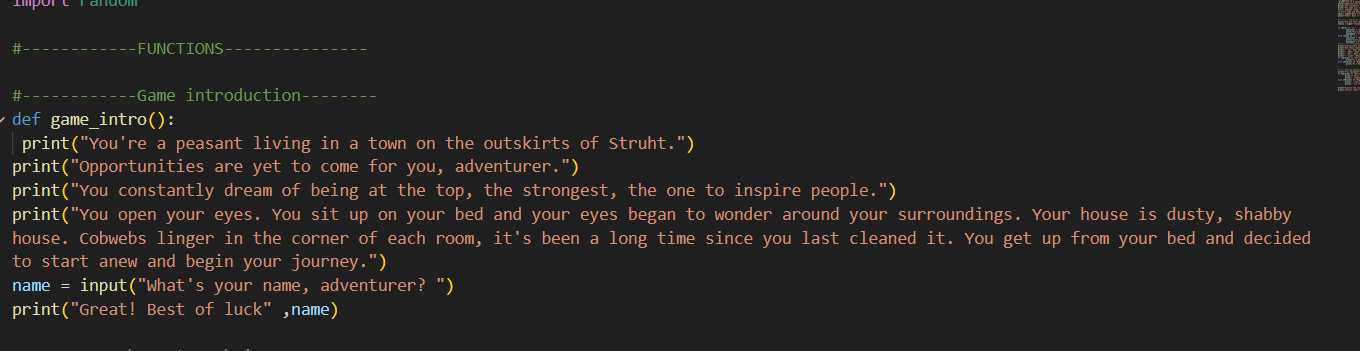 import random
#------------FUNCTIONS---------------
#------------Game introduction--------
def game_intro():
 print("You're a peasant living in a town on the outskirts of Struht.")
print("Opportunities are yet to come for you, adventurer.")
print("You constantly dream of being at the top, the strongest, the one to inspire people.")
print("You open your eyes. You sit up on your bed and your eyes began to wonder around your surroundings. Your house is dusty, shabby
house. Cobwebs linger in the corner of each room, it's been a long time since you last cleaned it. You get up from your bed and decided
to start anew and begin your journey.")
name = input("What's your name, adventurer? ")
print("Great! Best of luck" ,name)